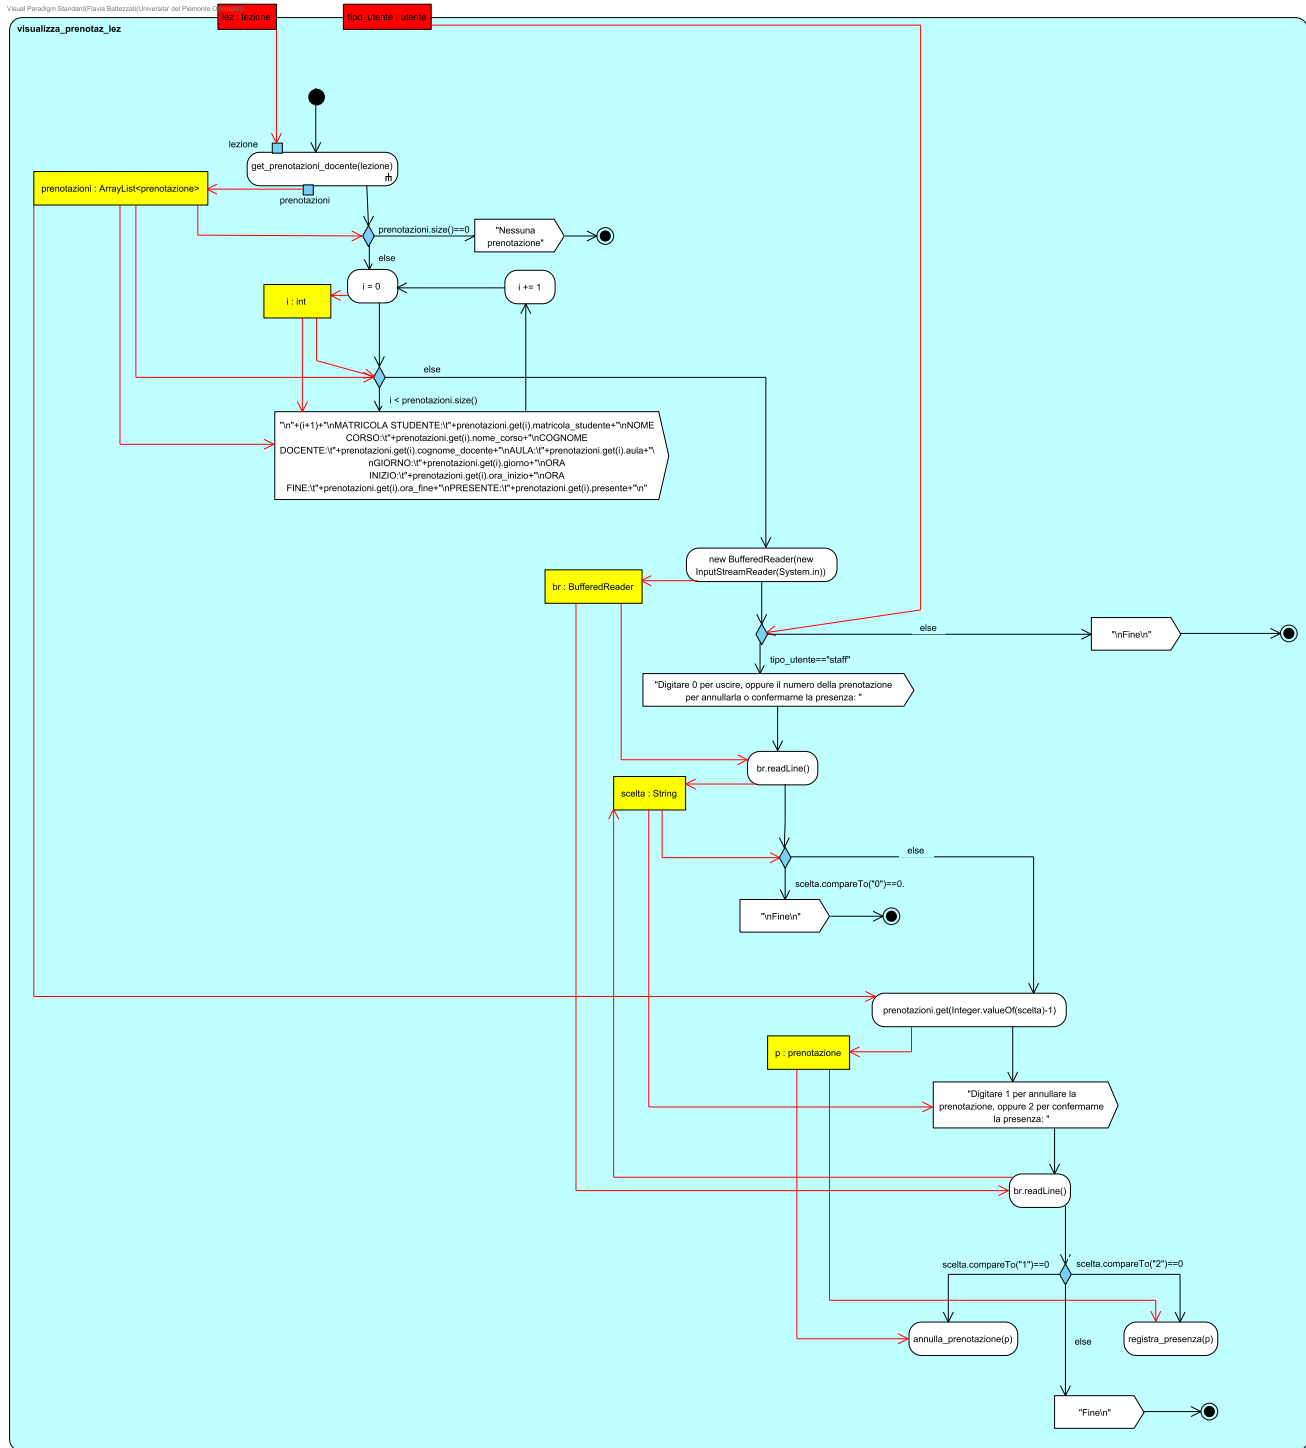 Visual Paradigm Standard(Flavia Battezzati(Universita' del Piemonte Orientale))
lez : lezione
tipo_utente : utente
visualizza_prenotaz_lez
lezione
get_prenotazioni_docente(lezione)
prenotazioni : ArrayList<prenotazione>
prenotazioni
prenotazioni.size()==0
"Nessuna
prenotazione"
else
i = 0
i += 1
i : int
else
i < prenotazioni.size()
"\n"+(i+1)+"\nMATRICOLA STUDENTE:\t"+prenotazioni.get(i).matricola_studente+"\nNOME
CORSO:\t"+prenotazioni.get(i).nome_corso+"\nCOGNOME
DOCENTE:\t"+prenotazioni.get(i).cognome_docente+"\nAULA:\t"+prenotazioni.get(i).aula+"\
nGIORNO:\t"+prenotazioni.get(i).giorno+"\nORA
INIZIO:\t"+prenotazioni.get(i).ora_inizio+"\nORA
FINE:\t"+prenotazioni.get(i).ora_fine+"\nPRESENTE:\t"+prenotazioni.get(i).presente+"\n"
new BufferedReader(new
InputStreamReader(System.in))
br : BufferedReader
else
"\nFine\n"
tipo_utente=="staff"
"Digitare 0 per uscire, oppure il numero della prenotazione
per annullarla o confermarne la presenza: "
br.readLine()
scelta : String
else
scelta.compareTo("0")==0.
"\nFine\n"
prenotazioni.get(Integer.valueOf(scelta)-1)
p : prenotazione
"Digitare 1 per annullare la
prenotazione, oppure 2 per confermarne
la presenza: "
br.readLine()
scelta.compareTo("1")==0
scelta.compareTo("2")==0
annulla_prenotazione(p)
registra_presenza(p)
else
"Fine\n"